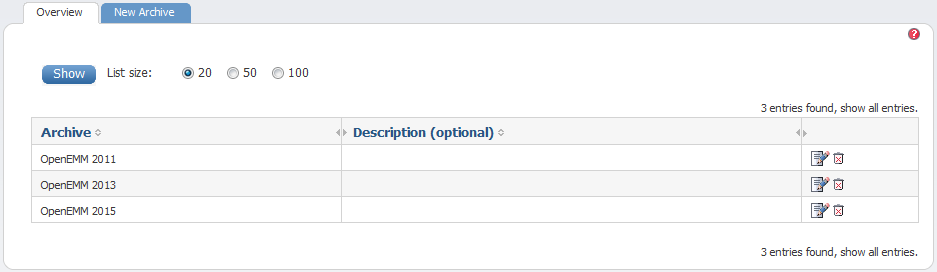 Overview New Archive
?
Show List size: 20 50 100
3 entries found, show all entries.
Archive Description (optional)
OpenEMM 2011
OpenEMM 2013
OpenEMM 2015
3 entries found, show all entries.